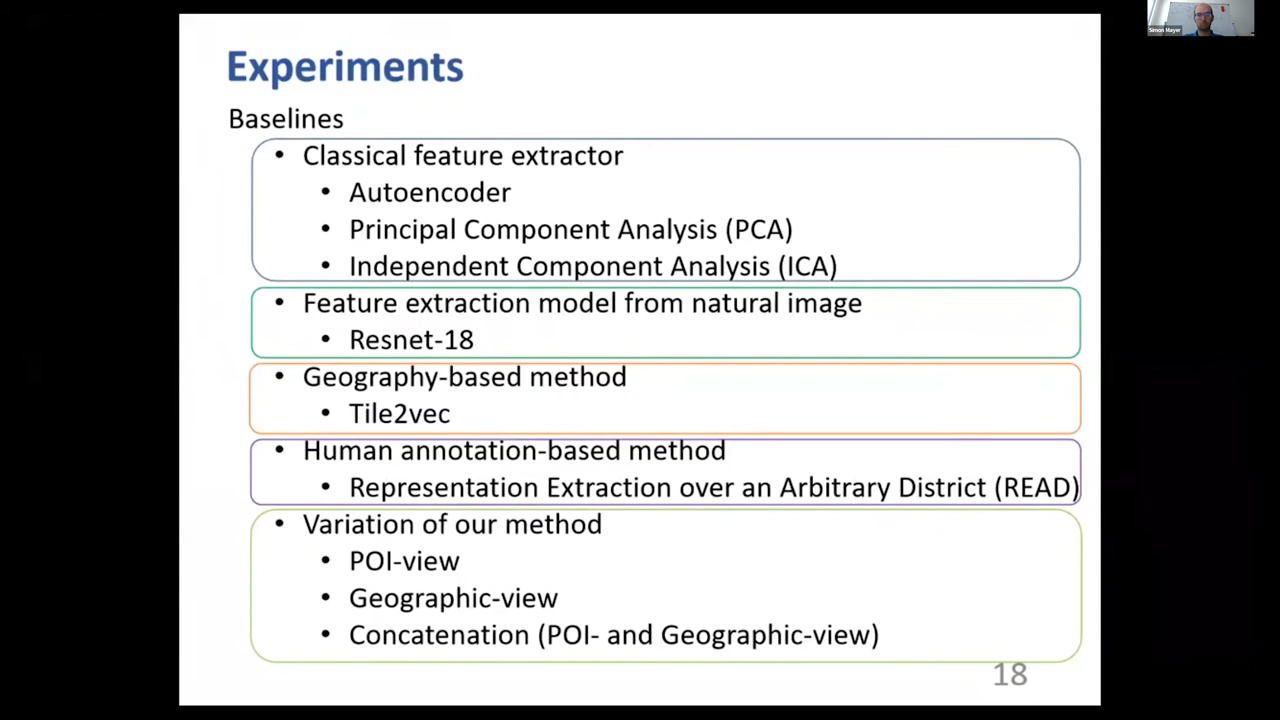 Experiments
Baselines
• Classical feature extractor
• Autoencoder
• Principal Component Analysis (PCA)
• Independent Component Analysis (ICA)
• Feature extraction model from natural image
• Resnet-18
• Geography-based method
• Tile2vec
• Human annotation-based method
• Representation Extraction over an Arbitrary District (READ)
• Variation of our method
• POI-view
• Geographic-view
• Concatenation (POI- and Geographic-view)
18
Simon Mayer